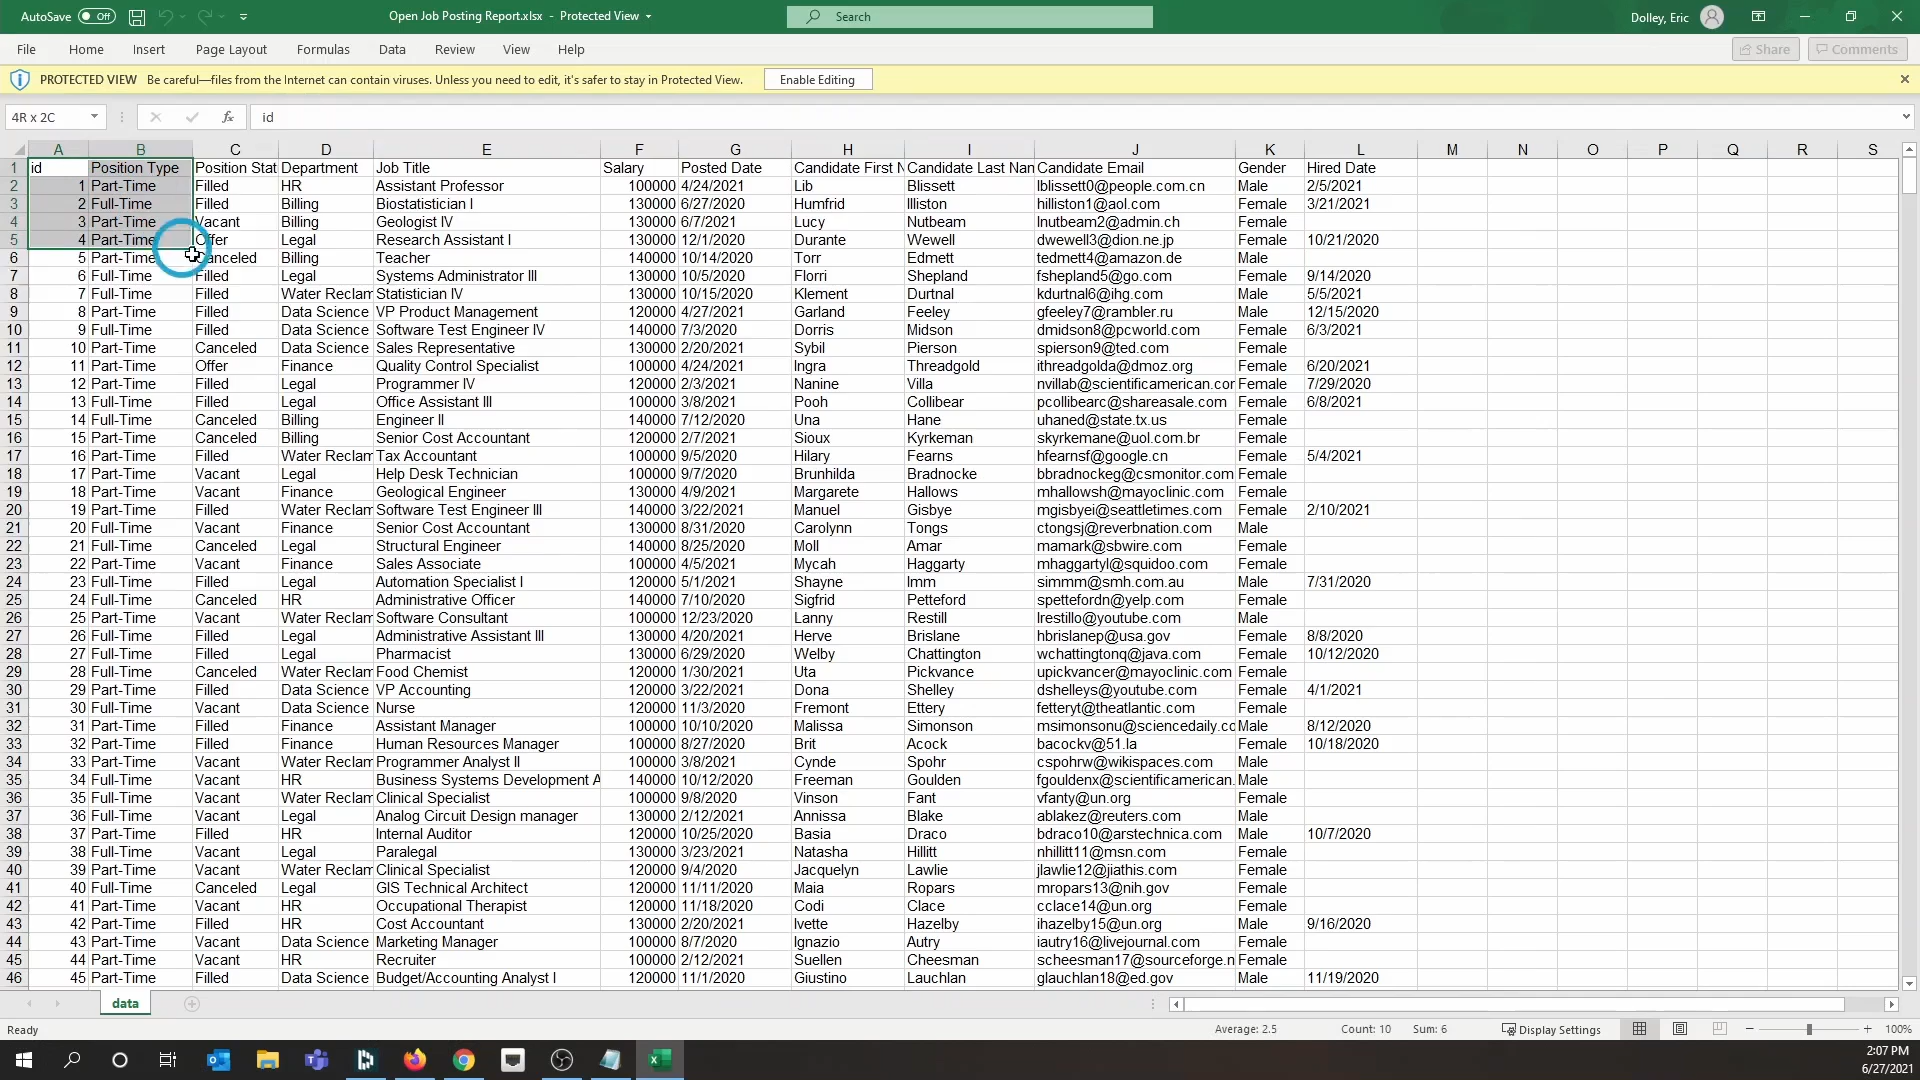 AutoSave Off Open Job Posting Report.xlsx - Protected View Search Dolley, Eric
File Home Insert Page Layout Formulas Data Review View Help Share Comments
PROTECTED VIEW Be careful—files from the Internet can contain viruses. Unless you need to edit, it's safer to stay in Protected View. Enable Editing
4R x 2C fx id
A B C D E F G H I J K L M N O P Q R S
1 id Position Type Position Stat Department Job Title Salary Posted Date Candidate First N Candidate Last Nan Candidate Email Gender Hired Date
2 1 Part-Time Filled HR Assistant Professor 100000 4/24/2021 Lib Blissett lblissett0@people.com.cn Male 2/5/2021
3 2 Full-Time Filled Billing Biostatistician I 130000 6/27/2020 Humfrid Illiston hilliston1@aol.com Female 3/21/2021
4 3 Part-Time Vacant Billing Geologist IV 130000 6/7/2021 Lucy Nutbeam lnutbeam2@admin.ch Female
5 4 Part-Time Offer Legal Research Assistant I 130000 12/1/2020 Durante Wewell dwewell3@dion.ne.jp Female 10/21/2020
6 5 Part-Time Canceled Billing Teacher 140000 10/14/2020 Torr Edmett tedmett4@amazon.de Male
7 6 Full-Time Filled Legal Systems Administrator III 130000 10/5/2020 Florri Shepland fshepland5@go.com Female 9/14/2020
8 7 Full-Time Filled Water Reclam Statistician IV 130000 10/15/2020 Klement Durtnal kdurtnal6@ihg.com Male 5/5/2021
9 8 Part-Time Filled Data Science VP Product Management 120000 4/27/2021 Garland Feeley gfeeley7@rambler.ru Male 12/15/2020
10 9 Full-Time Filled Data Science Software Test Engineer IV 140000 7/3/2020 Dorris Midson dmidson8@pcworld.com Female 6/3/2021
11 10 Part-Time Canceled Data Science Sales Representative 130000 2/20/2021 Sybil Pierson spierson9@ted.com Female
12 11 Part-Time Offer Finance Quality Control Specialist 100000 4/24/2021 Ingra Threadgold ithreadgolda@dmoz.org Female 6/20/2021
13 12 Part-Time Filled Legal Programmer IV 120000 2/3/2021 Nanine Villa nvillab@scientificamerican.cor Female 7/29/2020
14 13 Full-Time Filled Legal Office Assistant III 100000 3/8/2021 Pooh Collibear pcollibearc@shareasale.com Female 6/8/2021
15 14 Full-Time Canceled Billing Engineer II 140000 7/12/2020 Una Hane uhaned@state.tx.us Female
16 15 Part-Time Canceled Billing Senior Cost Accountant 120000 2/7/2021 Sioux Kyrkeman skyrkemane@uol.com.br Female
17 16 Part-Time Filled Water Reclam Tax Accountant 100000 9/5/2020 Hilary Fearns hfearnsf@google.cn Female 5/4/2021
18 17 Part-Time Vacant Legal Help Desk Technician 100000 9/7/2020 Brunhilda Bradnocke bbradnockeg@csmonitor.com Female
19 18 Part-Time Vacant Finance Geological Engineer 130000 4/9/2021 Margarete Hallows mhallowsh@mayoclinic.com Female
20 19 Part-Time Filled Water Reclam Software Test Engineer III 140000 3/22/2021 Manuel Gisbye mgisbyei@seattletimes.com Female 2/10/2021
21 20 Full-Time Vacant Finance Senior Cost Accountant 130000 8/31/2020 Carolynn Tongs ctongsj@reverbnation.com Male
22 21 Full-Time Canceled Legal Structural Engineer 140000 8/25/2020 Moll Amar mamark@sbwire.com Female
23 22 Part-Time Vacant Finance Sales Associate 100000 4/5/2021 Mycah Haggarty mhaggartyl@squidoo.com Female
24 23 Full-Time Filled Legal Automation Specialist I 120000 5/1/2021 Shayne Imm simmm@smh.com.au Male 7/31/2020
25 24 Full-Time Canceled HR Administrative Officer 140000 7/10/2020 Sigfrid Petteford spettefordn@yelp.com Female
26 25 Part-Time Vacant Water Reclam Software Consultant 100000 12/23/2020 Lanny Restill lrestillo@youtube.com Male
27 26 Full-Time Filled Legal Administrative Assistant III 130000 4/20/2021 Herve Brislane hbrislanep@usa.gov Female 8/8/2020
28 27 Full-Time Filled Legal Pharmacist 130000 6/29/2020 Welby Chattington wchattingtonq@java.com Female 10/12/2020
29 28 Full-Time Canceled Water Reclam Food Chemist 120000 1/30/2021 Uta Pickvance upickvancer@mayoclinic.com Female
30 29 Part-Time Filled Data Science VP Accounting 120000 3/22/2021 Dona Shelley dshelleys@youtube.com Female 4/1/2021
31 30 Full-Time Vacant Data Science Nurse 120000 11/3/2020 Fremont Ettery fetteryt@theatlantic.com Female
32 31 Part-Time Filled Finance Assistant Manager 100000 10/10/2020 Malissa Simonson msimonsonu@sciencedaily.co Male 8/12/2020
33 32 Part-Time Filled Finance Human Resources Manager 100000 8/27/2020 Brit Acock bacockv@51.la Female 10/18/2020
34 33 Part-Time Vacant Water Reclam Programmer Analyst II 100000 3/8/2021 Cynde Spohr cspohrw@wikispaces.com Female
35 34 Full-Time Vacant HR Business Systems Development A 140000 10/12/2020 Freeman Goulden fgouldenx@scientificamerican. Male
36 35 Full-Time Vacant Water Reclam Clinical Specialist 100000 9/8/2020 Vinson Fant vfanty@un.org Female
37 36 Full-Time Vacant Legal Analog Circuit Design manager 130000 2/12/2021 Annissa Blake ablakez@reuters.com Male
38 37 Part-Time Filled HR Internal Auditor 120000 10/25/2020 Basia Draco bdraco10@arstechnica.com Male 10/7/2020
39 38 Full-Time Vacant Legal Paralegal 130000 3/23/2021 Natasha Hillitt nhillitt11@msn.com Female
40 39 Part-Time Vacant Water Reclam Clinical Specialist 120000 9/4/2020 Jacquelyn Lawlie jlawlie12@jiathis.com Female
41 40 Full-Time Canceled Legal GIS Technical Architect 120000 11/11/2020 Maia Ropars mropars13@nih.gov Female
42 41 Part-Time Vacant HR Occupational Therapist 120000 11/18/2020 Codi Clace cclace14@un.org Female
43 42 Part-Time Filled HR Cost Accountant 130000 2/20/2021 Ivette Hazelby ihazelby15@un.org Male 9/16/2020
44 43 Part-Time Vacant Data Science Marketing Manager 100000 8/7/2020 Ignazio Autry iautry16@livejournal.com Female
45 44 Part-Time Vacant HR Recruiter 100000 2/12/2021 Suellen Cheesman scheesman17@sourceforge.n Female
46 45 Part-Time Filled Data Science Budget/Accounting Analyst I 120000 11/1/2020 Giustino Lauchlan glauchlan18@ed.gov Male 11/19/2020
data
Ready Average: 2.5 Count: 10 Sum: 6 Display Settings 100%
2:07 PM
6/27/2021